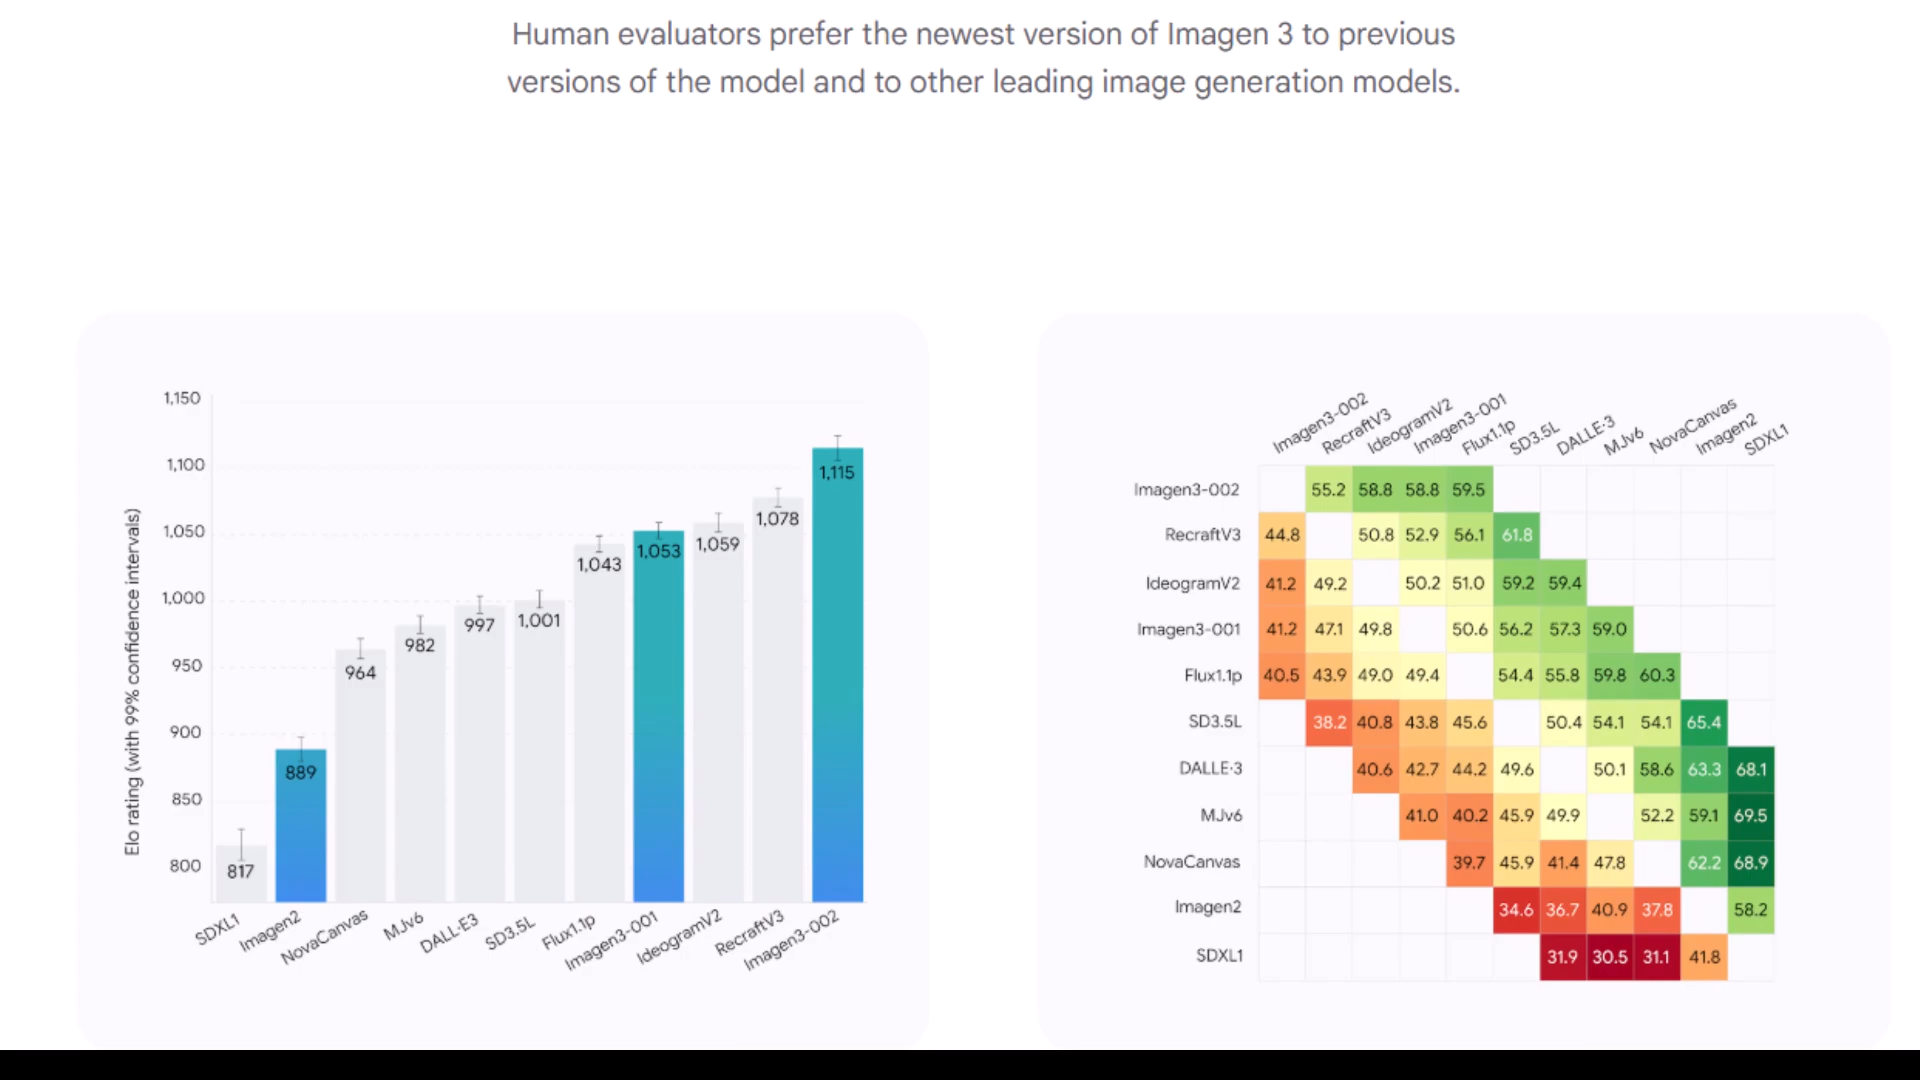 Human evaluators prefer the newest version of Imagen 3 to previous
versions of the model and to other leading image generation models.
Elo rating (with 99% confidence intervals)
1,150
1,100
1,050
1,000
950
900
850
800
817
889
964
982
997
1,001
1,043
1,053
1,059
1,078
1,115
SDXL1
Imagen2
NovaCanvas
MJv6
DALL-E3
SD3.5L
Flux1.1p
Imagen3-001
IdeogramV2
RecraftV3
Imagen3-002
Imagen3-002 RecraftV3 IdeogramV2 Imagen3-001 Flux1.1p SD3.5L DALLE-3 MJv6 NovaCanvas Imagen2 SDXL1
Imagen3-002 55.2 58.8 58.8 59.5
RecraftV3 44.8 50.8 52.9 56.1 61.8
IdeogramV2 41.2 49.2 50.2 51.0 59.2 59.4
Imagen3-001 41.2 47.1 49.8 50.6 56.2 57.3 59.0
Flux1.1p 40.5 43.9 49.0 49.4 54.4 55.8 59.8 60.3
SD3.5L 38.2 40.8 43.8 45.6 50.4 54.1 54.1 65.4
DALLE-3 40.6 42.7 44.2 49.6 50.1 58.6 63.3 68.1
MJv6 41.0 40.2 45.9 49.9 52.2 59.1 69.5
NovaCanvas 39.7 45.9 41.4 47.8 62.2 68.9
Imagen2 34.6 36.7 40.9 37.8 58.2
SDXL1 31.9 30.5 31.1 41.8